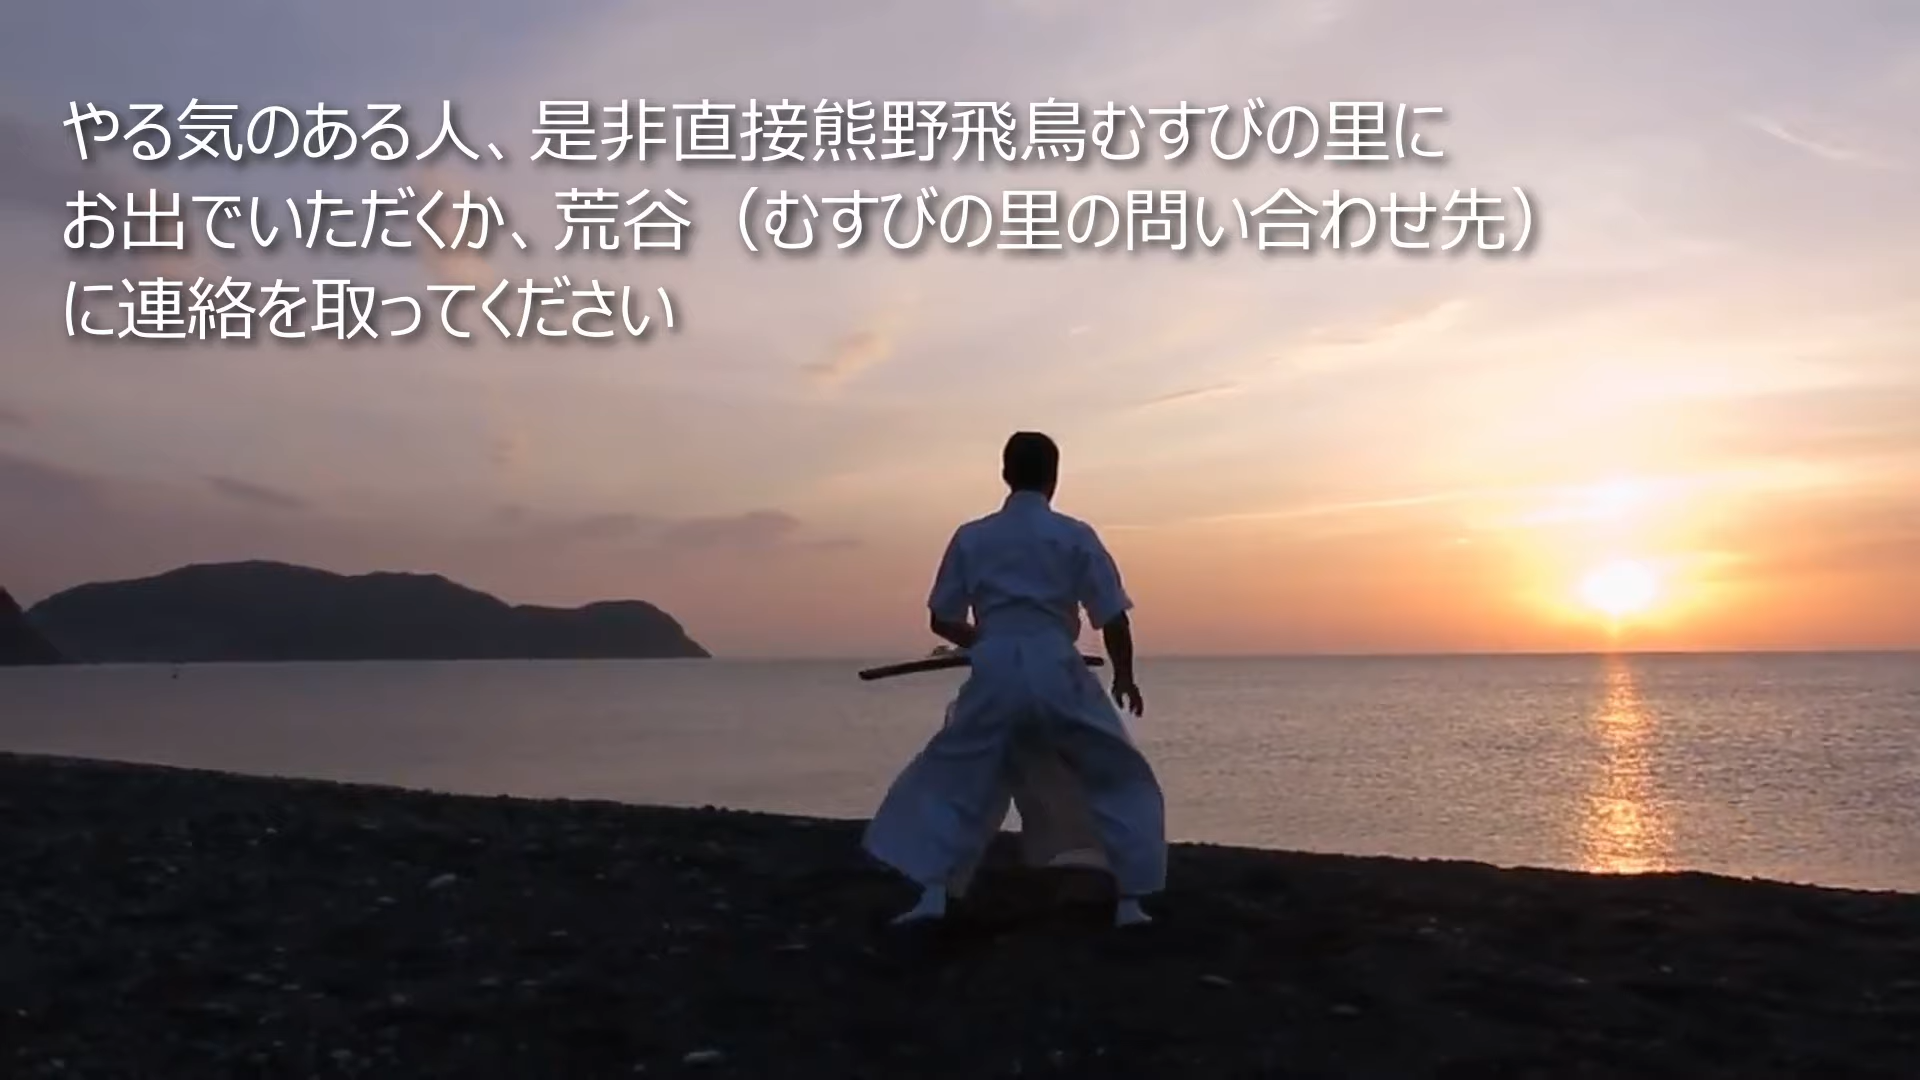 やる気のある人、是非直接熊野飛鳥むすびの里に
お出でいただくか、荒谷（むすびの里の問い合わせ先）
に連絡を取ってください